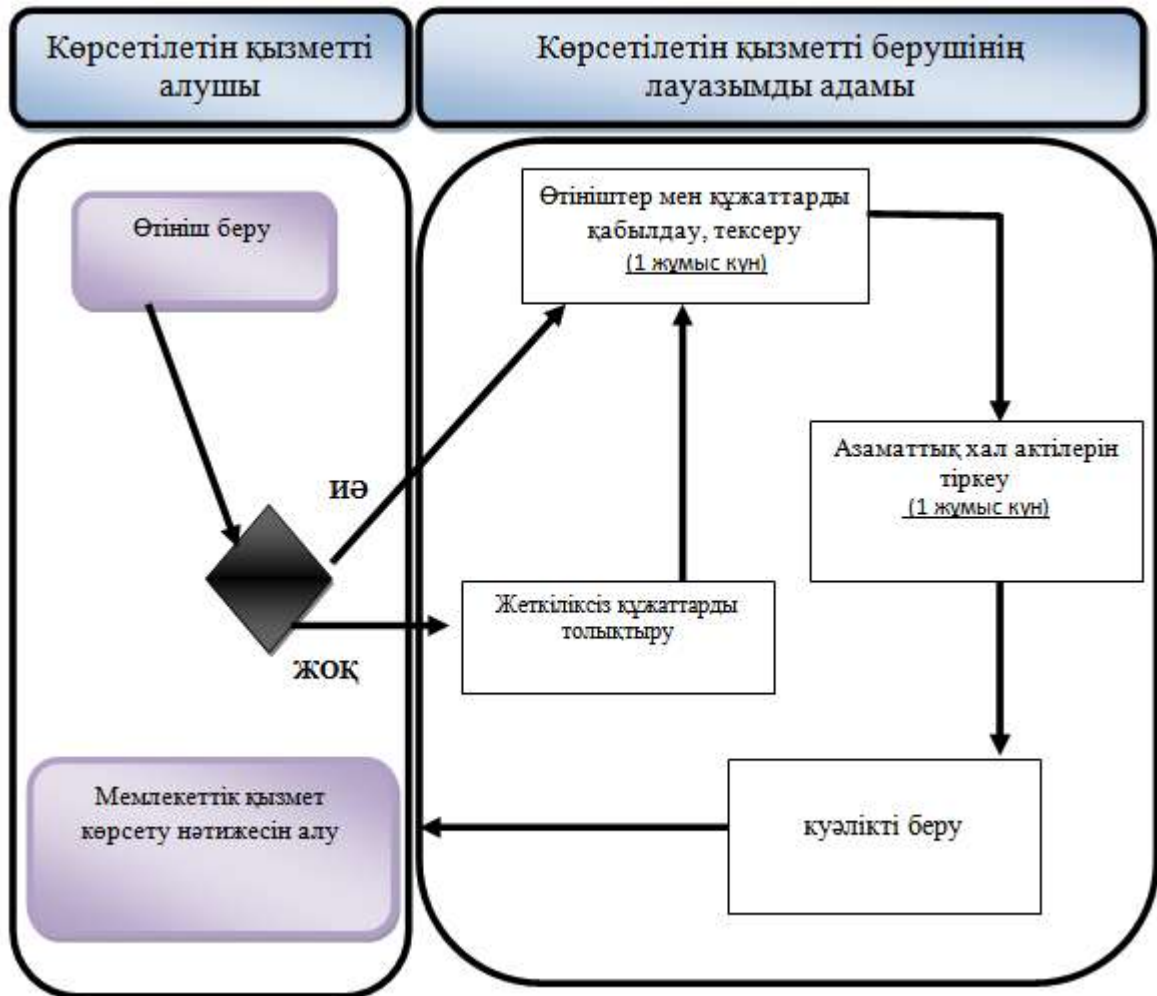 Көрсетілетін қызметті
алушы
Көрсетілетін қызметті берушінің
лауазымды адамы
Өтініш беру
Өтініштер мен құжаттарды
қабылдау, тексеру
(1 жұмыс күн)
Азаматтық хал актілерін
тіркеу
(1 жұмыс күн)
иә
Жеткіліксіз құжаттарды
толықтыру
жоқ
Мемлекеттік қызмет
көрсету нәтижесін алу
куәлікті беру